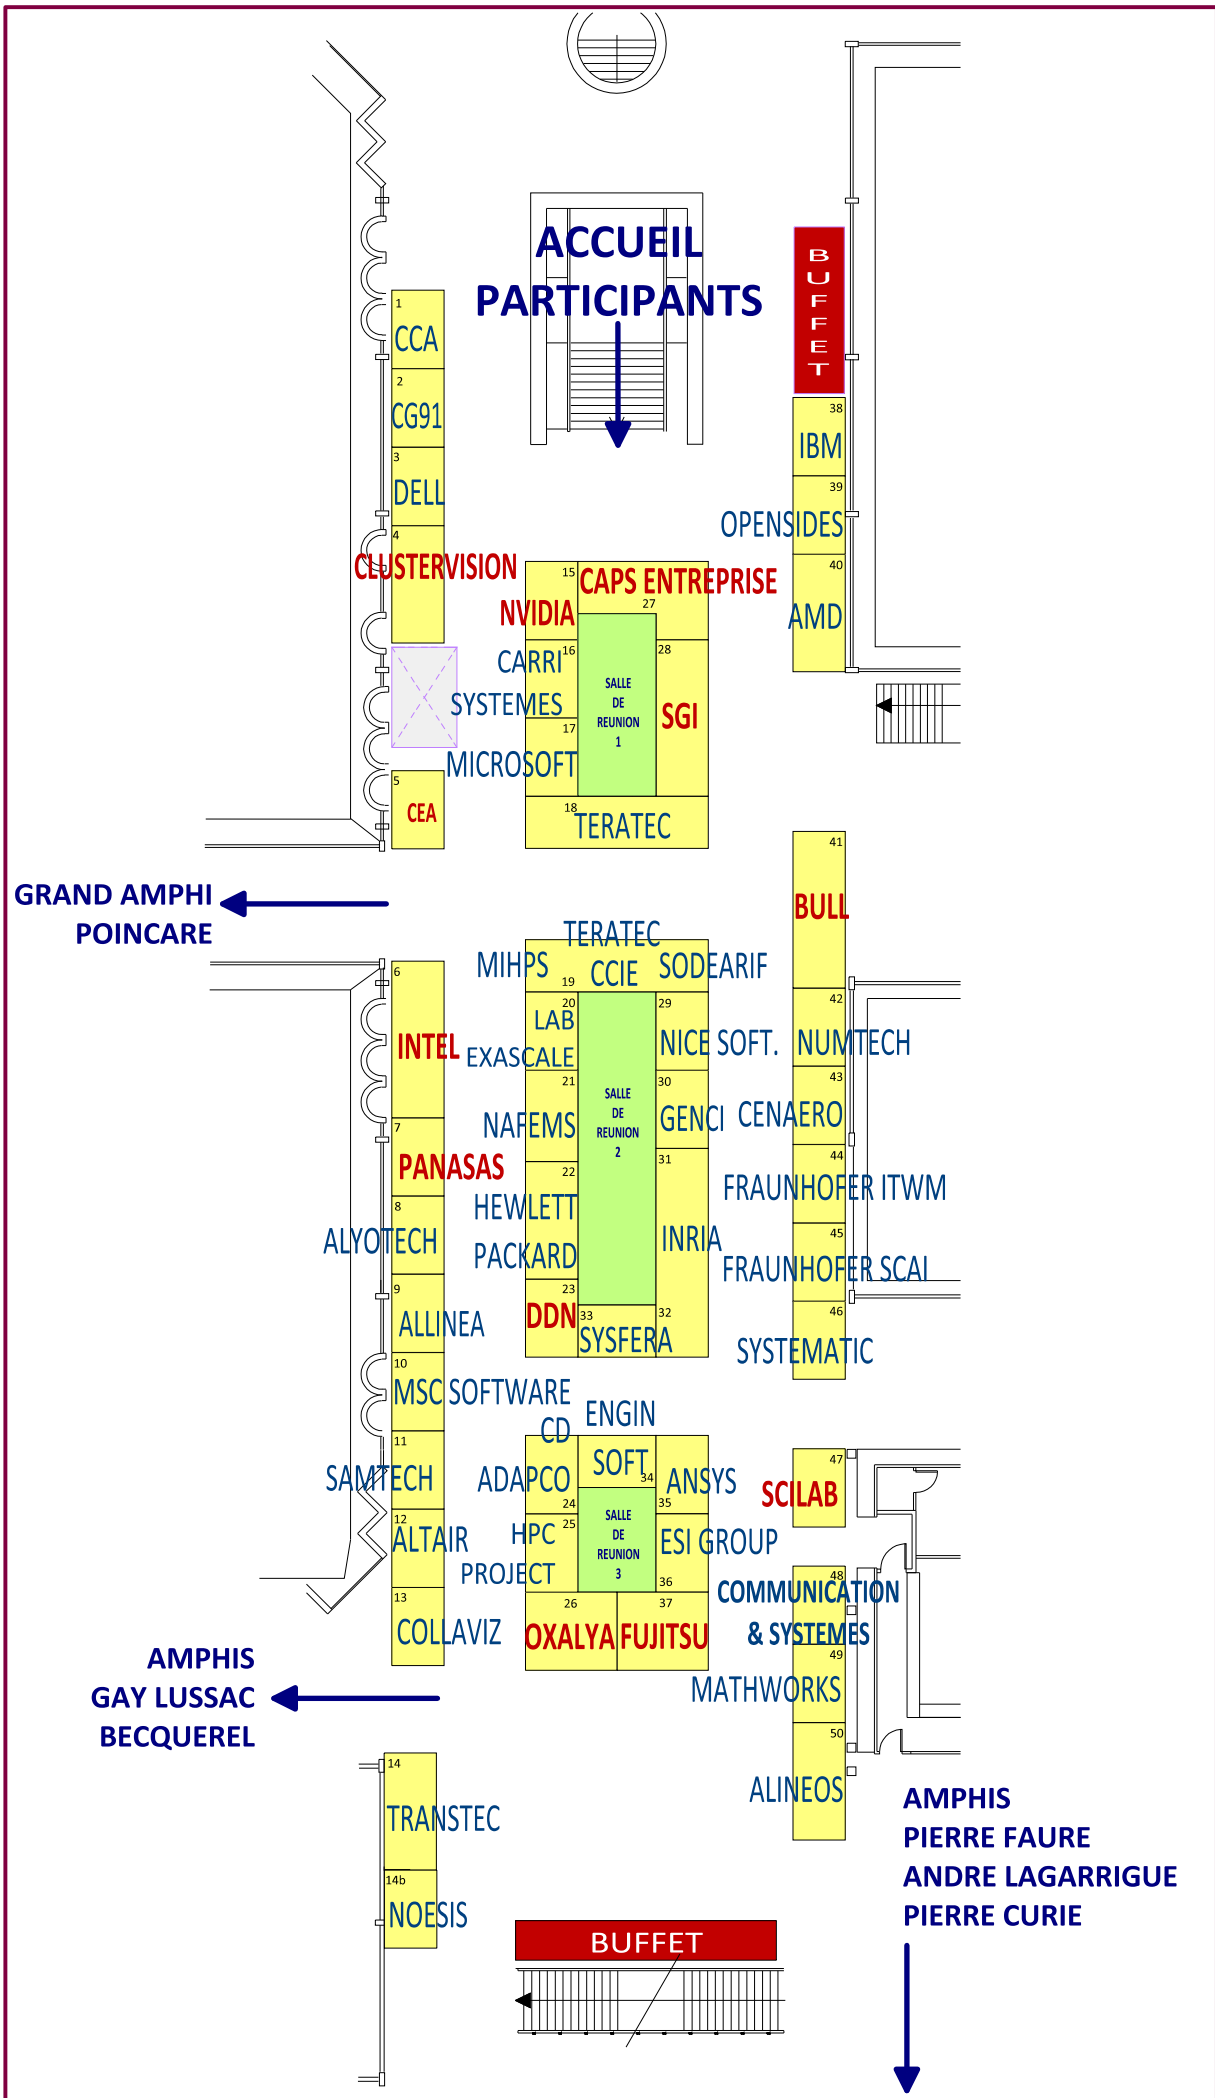 ACCUEIL
PARTICIPANTS
B
U
F
F
E
T
1
CCA
2
CG91
3
DELL
4
CLUSTERVISION
5
CEA
15
NVIDIA
CAPS ENTREPRISE
27
16
CARRI
SYSTEMES
17
MICROSOFT
18
TERATEC
28
SGI
SALLE
DE
REUNION
1
38
IBM
39
OPENSIDES
40
AMD
41
BULL
GRAND AMPHI
POINCARE
6
INTEL
7
PANASAS
8
ALYOTECH
9
ALLINEA
10
MSC SOFTWARE
11
SAMTECH
12
ALTAIR
13
COLLAVIZ
TERATEC
MIHPS
CCIE
SODEARIF
19
20
LAB
EXASCALE
21
NAFEMS
22
HEWLETT
PACKARD
23
DDN
33
SYSFERA
32
29
NICE SOFT.
30
GENCI
31
INRIA
SALLE
DE
REUNION
2
42
NUMTECH
43
CENAERO
44
FRAUNHOFER ITWM
45
FRAUNHOFER SCAI
46
SYSTEMATIC
CD
ADAPCO
24
ENGIN
SOFT
34
ANSYS
35
25
HPC
PROJECT
SALLE
DE
REUNION
3
ESI GROUP
36
26
OXALYA
37
FUJITSU
47
SCILAB
48
COMMUNICATION
& SYSTEMES
49
MATHWORKS
50
ALINEOS
AMPHIS
GAY LUSSAC
BECQUEREL
14
TRANSTEC
14b
NOESIS
BUFFET
AMPHIS
PIERRE FAURE
ANDRE LAGARRIGUE
PIERRE CURIE